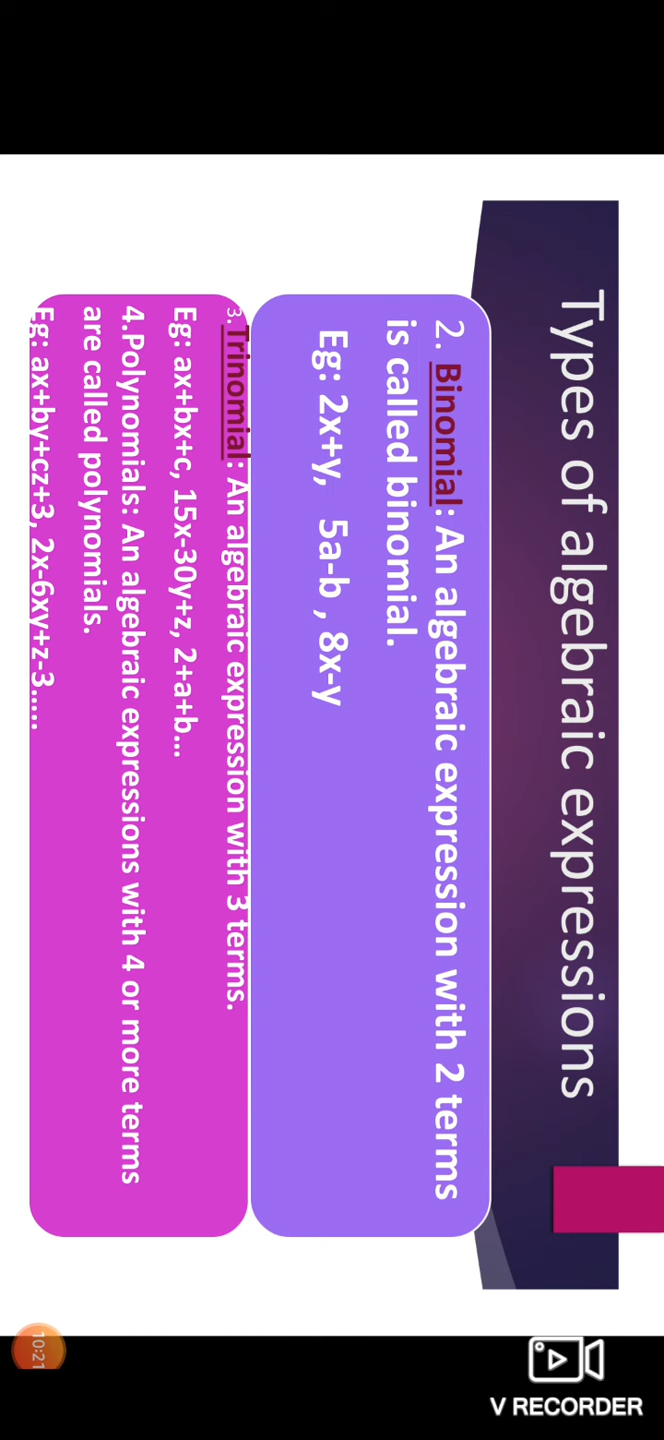 Types of algebraic expressions
2. Binomial: An algebraic expression with 2 terms
is called binomial.
Eg: 2x+y, 5a-b , 8x-y
3. Trinomial: An algebraic expression with 3 terms.
Eg: ax+bx+c, 15x-30y+z, 2+a+b...
4.Polynomials: An algebraic expressions with 4 or more terms
are called polynomials.
Eg: ax+by+cz+3, 2x-6xy+z-3.....
10:21
V RECORDER